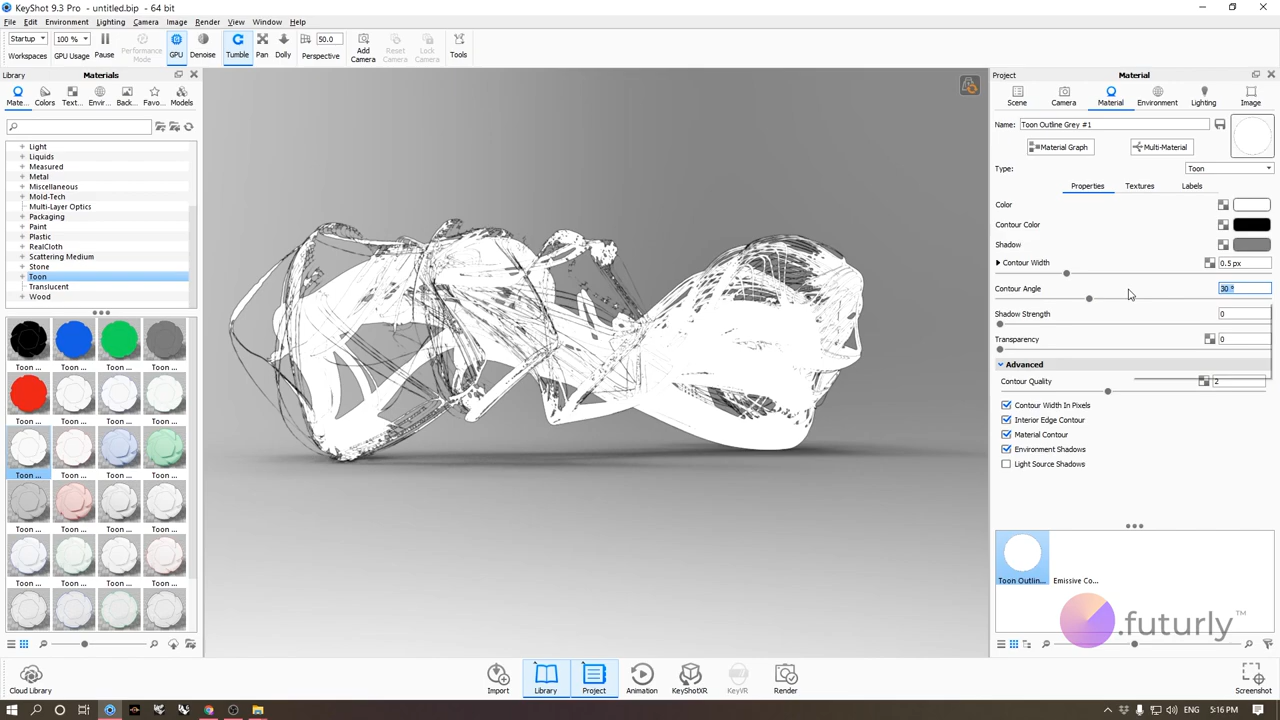 KeyShot 9.3 Pro - untitled.bip - 64 bit
File Edit Environment Lighting Camera Image Render View Window Help
Startup 100 % 50.0
Workspaces GPU Usage Pause Performance Mode GPU Denoise Tumble Pan Dolly Perspective Add Camera Reset Camera Lock Camera Tools
Library Materials
Mate... Colors Text... Envir... Back... Favo... Models
Light
Liquids
Measured
Metal
Miscellaneous
Mold-Tech
Multi-Layer Optics
Packaging
Paint
Plastic
RealCloth
Scattering Medium
Stone
Toon
Translucent
Wood
Toon ... Toon ... Toon ... Toon ...
Toon ... Toon ... Toon ... Toon ...
Toon ... Toon ... Toon ... Toon ...
Toon ... Toon ... Toon ... Toon ...
Toon ... Toon ... Toon ... Toon ...
Project Material
Scene Camera Material Environment Lighting Image
Name: Toon Outline Grey #1
Material Graph Multi-Material
Type: Toon
Properties Textures Labels
Color
Contour Color
Shadow
Contour Width 0.5 px
Contour Angle 30 °
Shadow Strength 0
Transparency 0
Advanced
Contour Quality 2
Contour Width In Pixels
Interior Edge Contour
Material Contour
Environment Shadows
Light Source Shadows
Toon Outlin... Emissive Co...
.futurly™
Cloud Library Import Library Project Animation KeyShotXR KeyVR Render Screenshot
ENG 5:16 PM